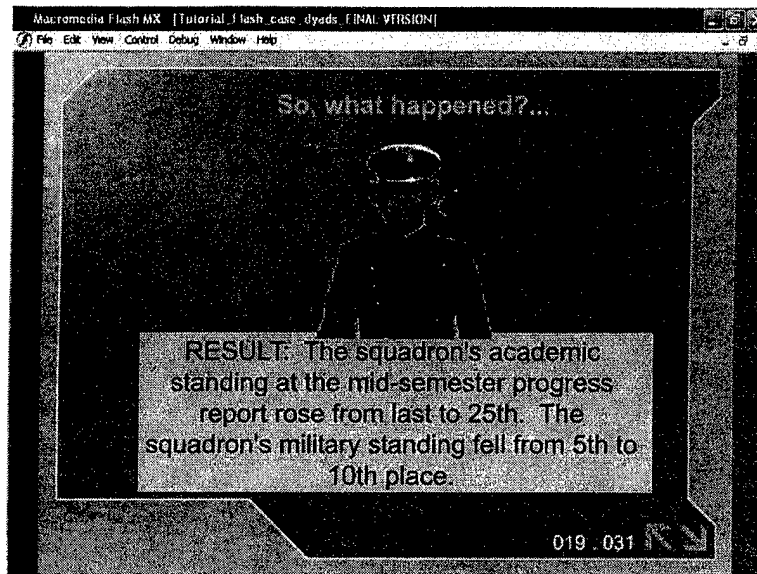 Macromedia Flash MX - [Tutorial_flash_case_dyads_FINAL VERSION]
File Edit View Control Debug Window Help
So, what happened?...
RESULT: The squadron's academic
standing at the mid-semester progress
report rose from last to 25th. The
squadron's military standing fell from 5th to
10th place.
019 . 031